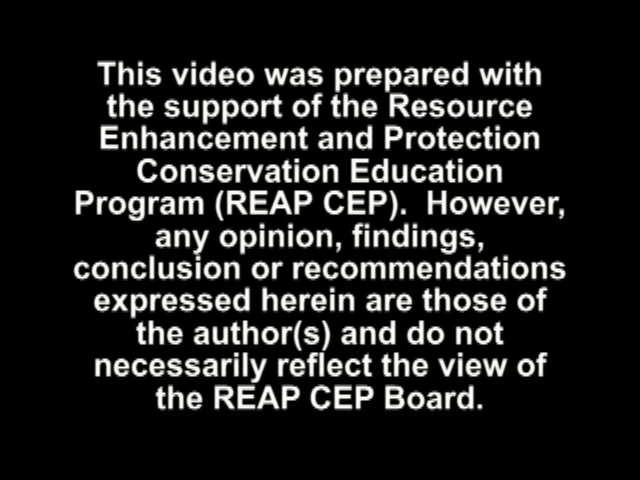 This video was prepared with
the support of the Resource
Enhancement and Protection
Conservation Education
Program (REAP CEP).  However,
any opinion, findings,
conclusion or recommendations
expressed herein are those of
the author(s) and do not
necessarily reflect the view of
the REAP CEP Board.